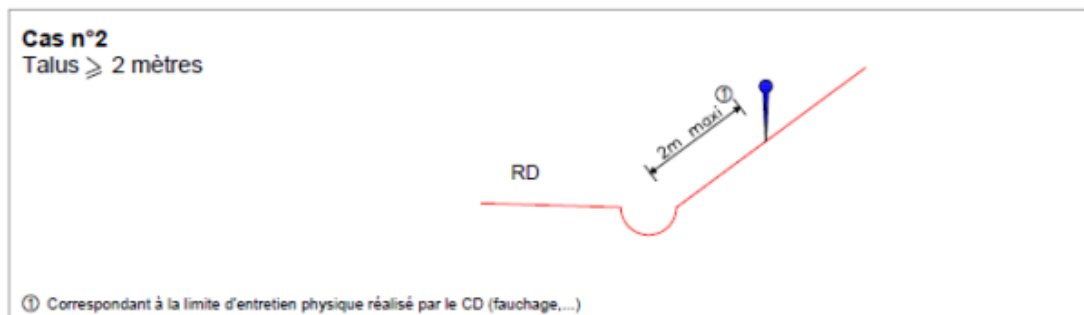 Cas n°2
Talus ⩾ 2 mètres
2m maxi ①
RD
① Correspondant à la limite d'entretien physique réalisé par le CD (fauchage,...)